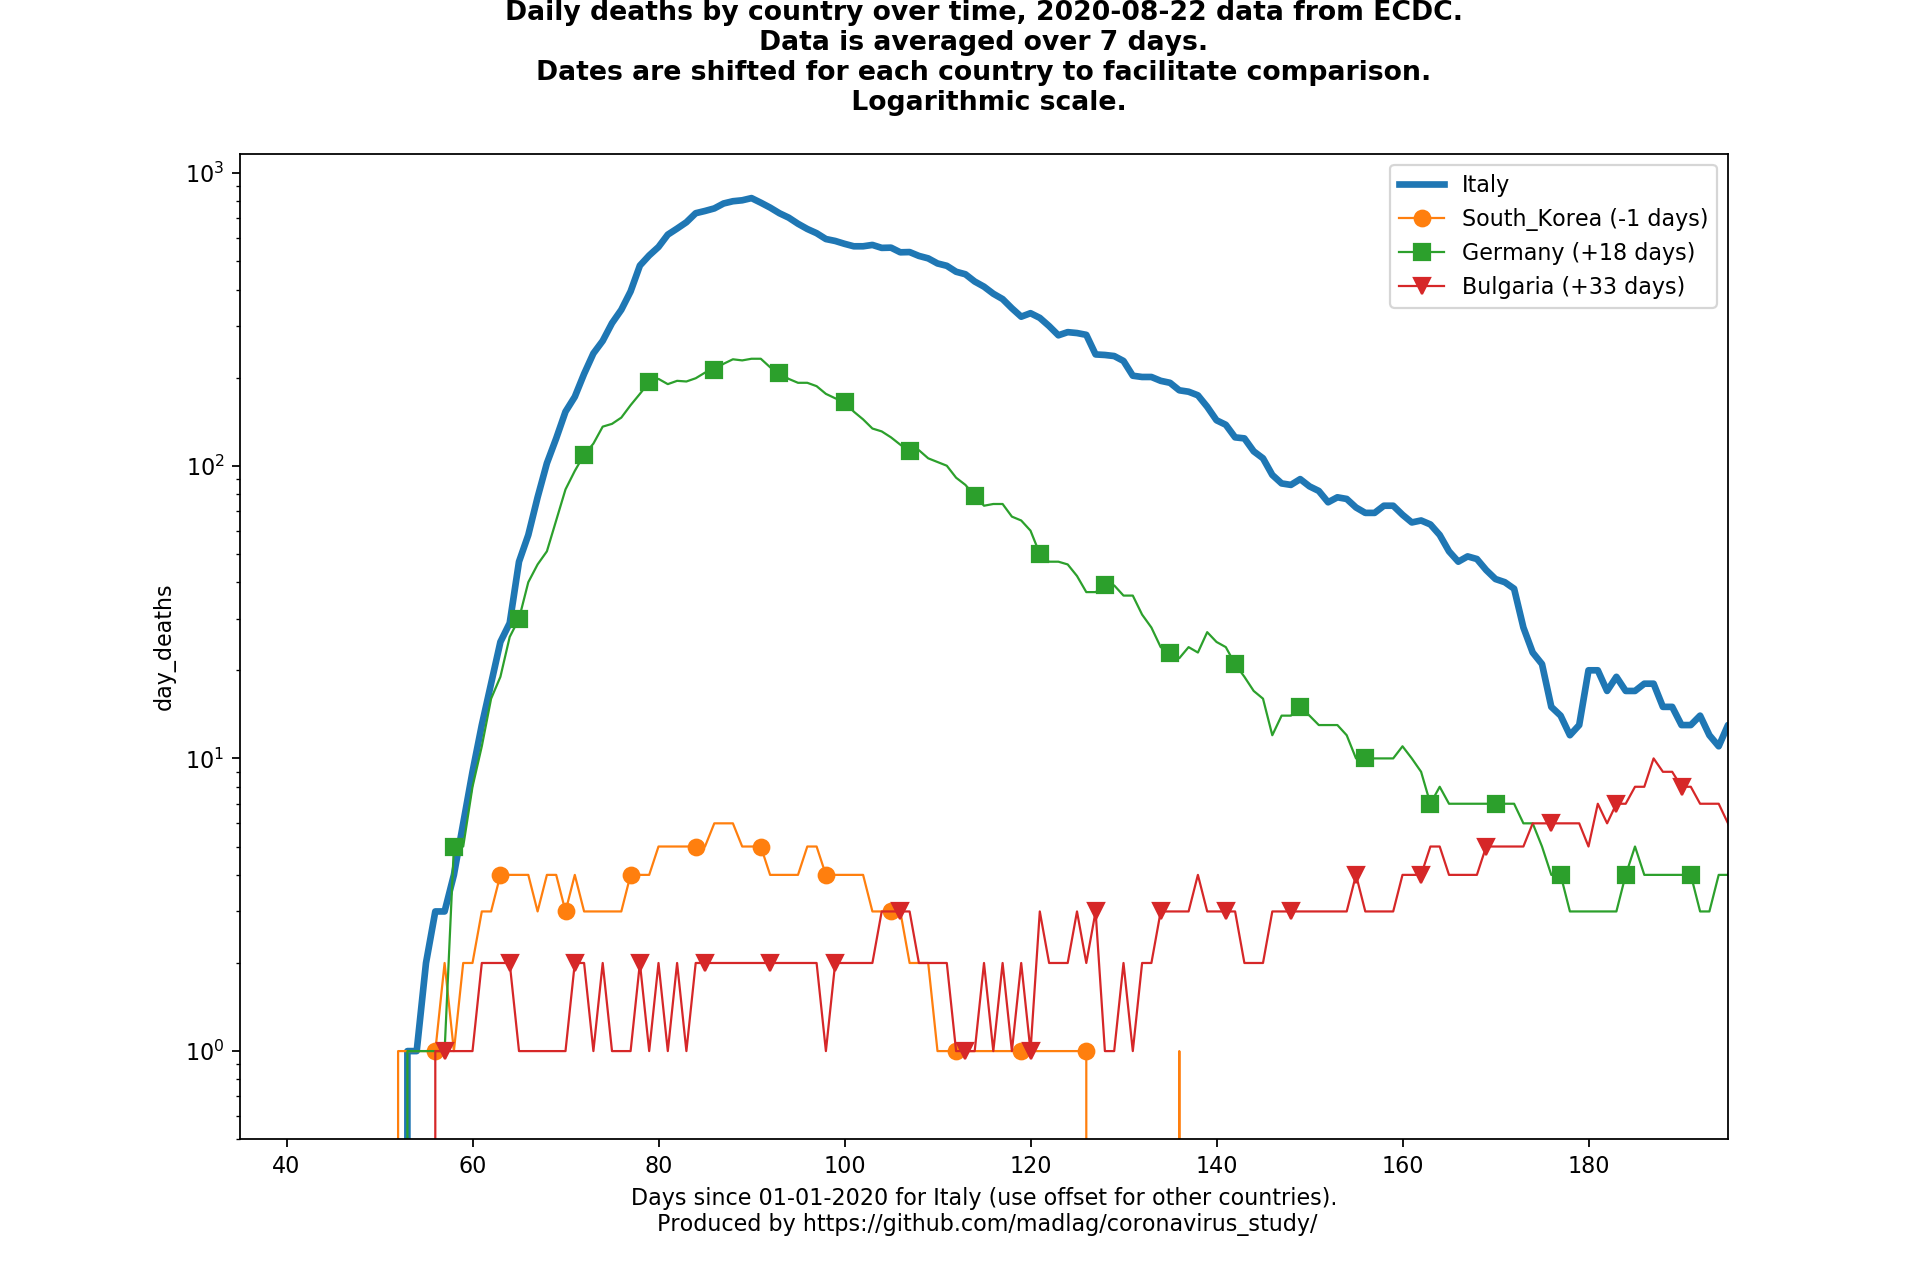 Daily deaths by country over time, 2020-08-22 data from ECDC.
Data is averaged over 7 days.
Dates are shifted for each country to facilitate comparison.
Logarithmic scale.
10³
10²
10¹
10⁰
day_deaths
Italy
South_Korea (-1 days)
Germany (+18 days)
Bulgaria (+33 days)
40 60 80 100 120 140 160 180
Days since 01-01-2020 for Italy (use offset for other countries).
Produced by https://github.com/madlag/coronavirus_study/